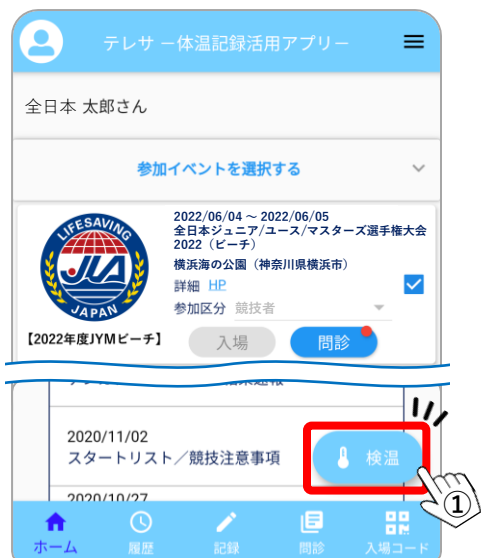 テレサ －体温記録活用アプリ－
全日本 太郎さん
参加イベントを選択する
2022/06/04 ～ 2022/06/05
全日本ジュニア/ユース/マスターズ選手権大会
2022（ビーチ）
横浜海の公園（神奈川県横浜市）
詳細 HP
参加区分 競技者
LIFESAVING
JLA
JAPAN
【2022年度JYMビーチ】
入場
問診
2020/11/02
スタートリスト／競技注意事項
検温
①
2020/10/27
ホーム
履歴
記録
問診
入場コード